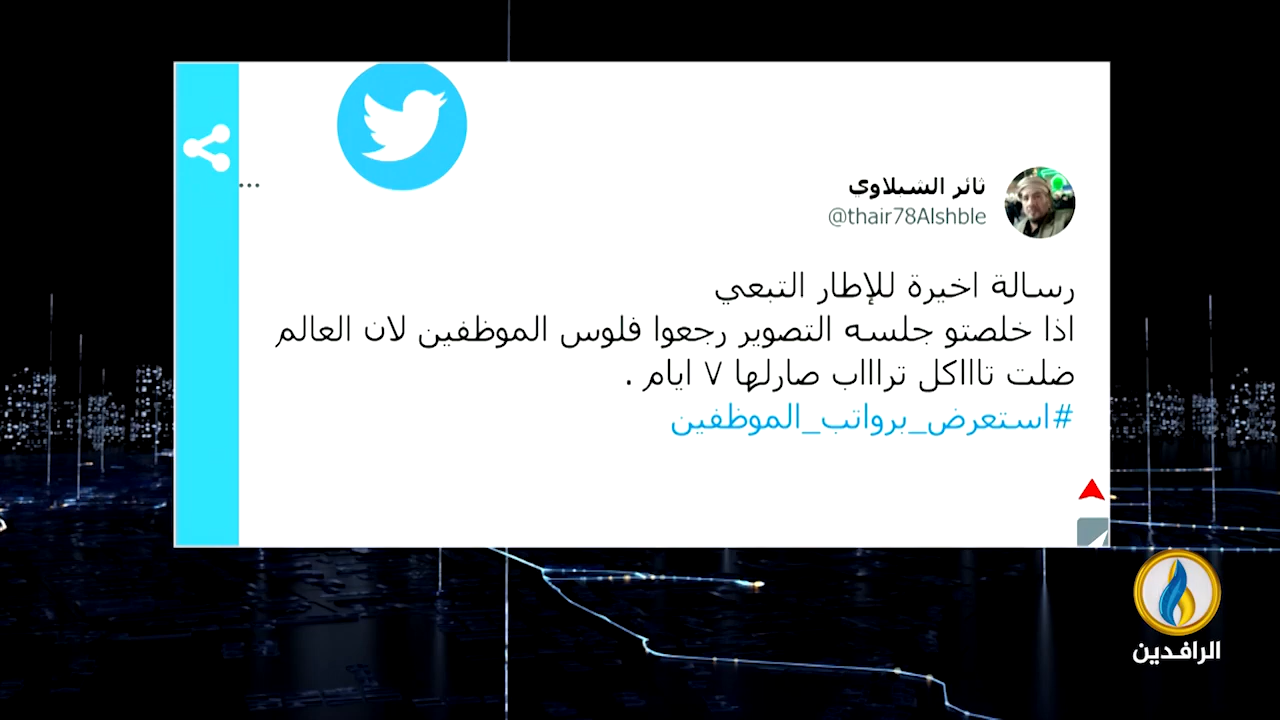 ثائر الشبلاوي
@thair78Alshble
رسالة اخيرة للإطار التبعي
اذا خلصتو جلسه التصوير رجعوا فلوس الموظفين لان العالم
ضلت تاااكل تراااب صارلها ٧ ايام .
#استعرض_برواتب_الموظفين
الرافدين